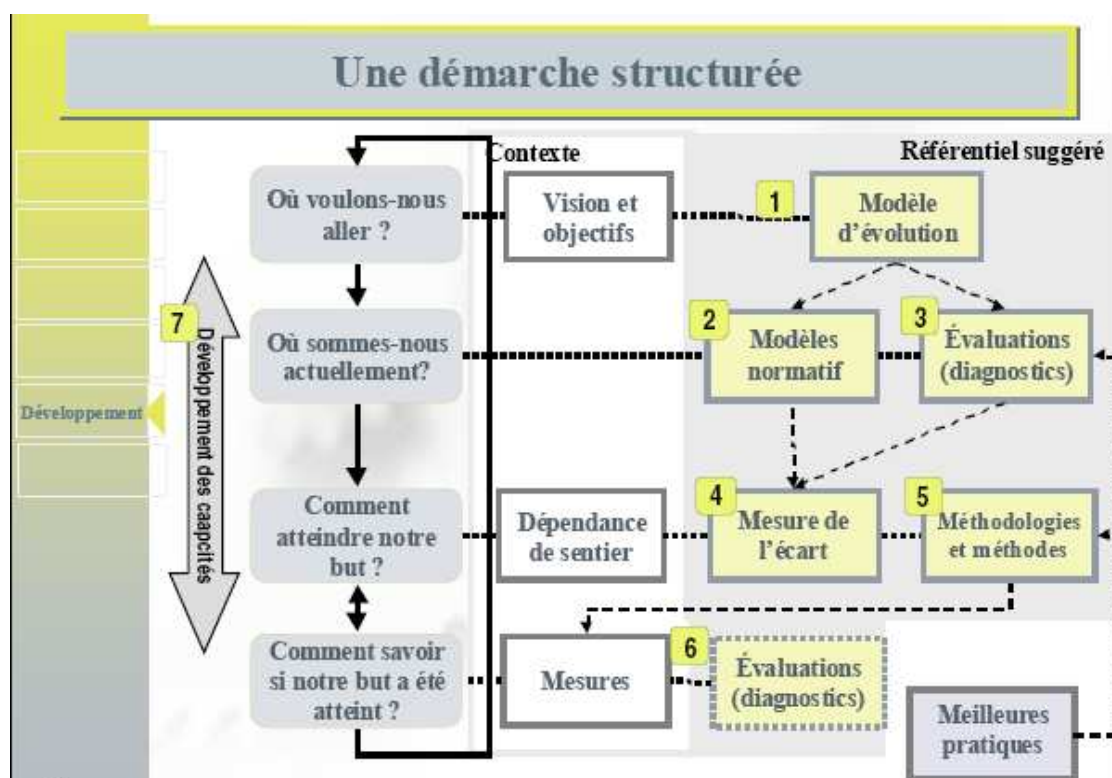 Une démarche structurée
Contexte
Référentiel suggéré
Où voulons-nous
aller ?
Vision et
objectifs
1
Modèle
d'évolution
7
Développement des caapcités
Où sommes-nous
actuellement?
2
Modèles
normatif
3
Évaluations
(diagnostics)
Développement
Comment
atteindre notre
but ?
Dépendance
de sentier
4
Mesure de
l'écart
5
Méthodologies
et méthodes
Comment savoir
si notre but a été
atteint ?
Mesures
6
Évaluations
(diagnostics)
Meilleures
pratiques